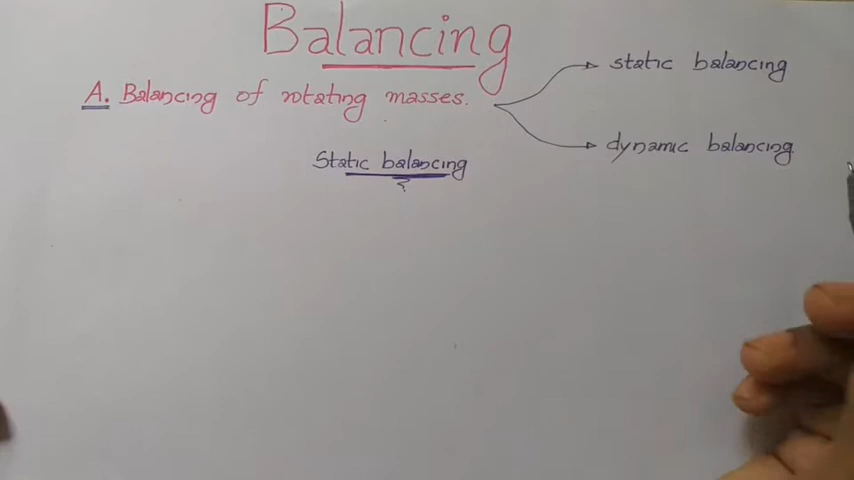 Balancing
A. Balancing of rotating masses.
static balancing
dynamic balancing
Static balancing